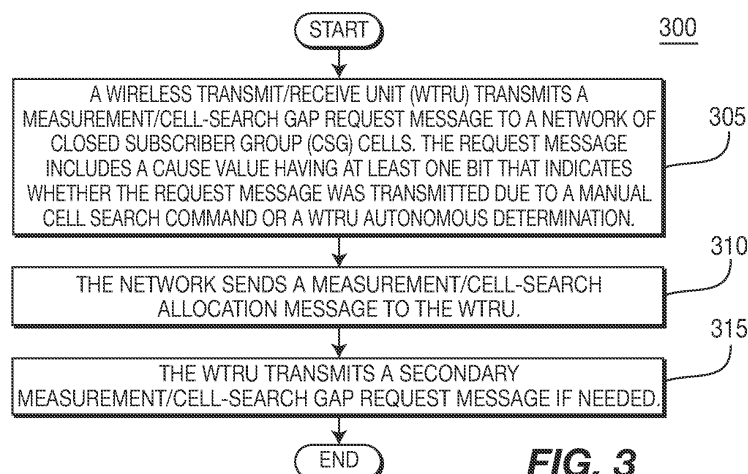 START
300
A WIRELESS TRANSMIT/RECEIVE UNIT (WTRU) TRANSMITS A
MEASUREMENT/CELL-SEARCH GAP REQUEST MESSAGE TO A NETWORK OF
CLOSED SUBSCRIBER GROUP (CSG) CELLS. THE REQUEST MESSAGE
INCLUDES A CAUSE VALUE HAVING AT LEAST ONE BIT THAT INDICATES
WHETHER THE REQUEST MESSAGE WAS TRANSMITTED DUE TO A MANUAL
CELL SEARCH COMMAND OR A WTRU AUTONOMOUS DETERMINATION.
305
THE NETWORK SENDS A MEASUREMENT/CELL-SEARCH
ALLOCATION MESSAGE TO THE WTRU.
310
THE WTRU TRANSMITS A SECONDARY
MEASUREMENT/CELL-SEARCH GAP REQUEST MESSAGE IF NEEDED.
315
END
FIG. 3